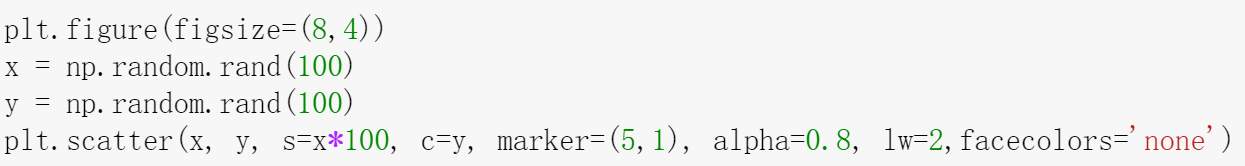 plt.figure(figsize=(8,4))
x = np.random.rand(100)
y = np.random.rand(100)
plt.scatter(x, y, s=x*100, c=y, marker=(5,1), alpha=0.8, lw=2,facecolors='none')